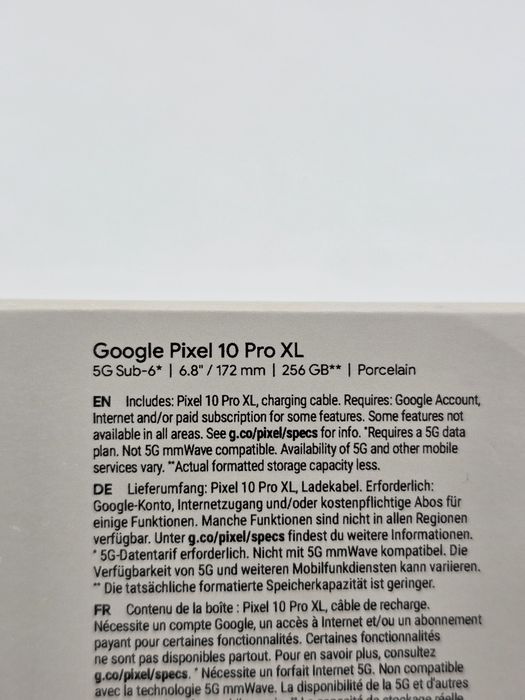 Google Pixel 10 Pro XL
5G Sub-6* | 6.8" / 172 mm | 256 GB** | Porcelain
EN Includes: Pixel 10 Pro XL, charging cable. Requires: Google Account,
Internet and/or paid subscription for some features. Some features not
available in all areas. See g.co/pixel/specs for info. *Requires a 5G data
plan. Not 5G mmWave compatible. Availability of 5G and other mobile
services vary. **Actual formatted storage capacity less.
DE Lieferumfang: Pixel 10 Pro XL, Ladekabel. Erforderlich:
Google-Konto, Internetzugang und/oder kostenpflichtige Abos für
einige Funktionen. Manche Funktionen sind nicht in allen Regionen
verfügbar. Unter g.co/pixel/specs findest du weitere Informationen.
* 5G-Datentarif erforderlich. Nicht mit 5G mmWave kompatibel. Die
Verfügbarkeit von 5G und weiteren Mobilfunkdiensten kann variieren.
** Die tatsächliche formatierte Speicherkapazität ist geringer.
FR Contenu de la boîte : Pixel 10 Pro XL, câble de recharge.
Nécessite un compte Google, un accès à Internet et/ou un abonnement
payant pour certaines fonctionnalités. Certaines fonctionnalités
ne sont pas disponibles partout. Pour en savoir plus, consultez
g.co/pixel/specs. * Nécessite un forfait Internet 5G. Non compatible
avec la technologie 5G mmWave. La disponibilité de la 5G et d'autres